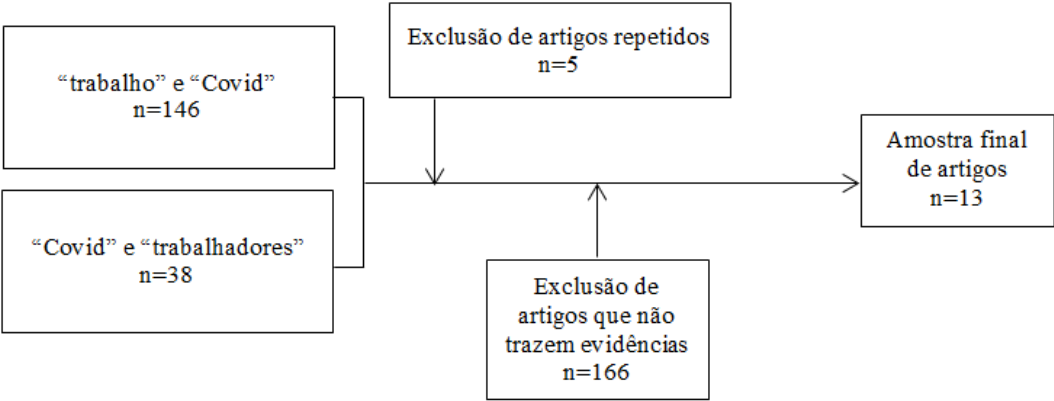 “trabalho” e “Covid”
n=146
“Covid” e “trabalhadores”
n=38
Exclusão de artigos repetidos
n=5
Exclusão de
artigos que não
trazem evidências
n=166
Amostra final
de artigos
n=13